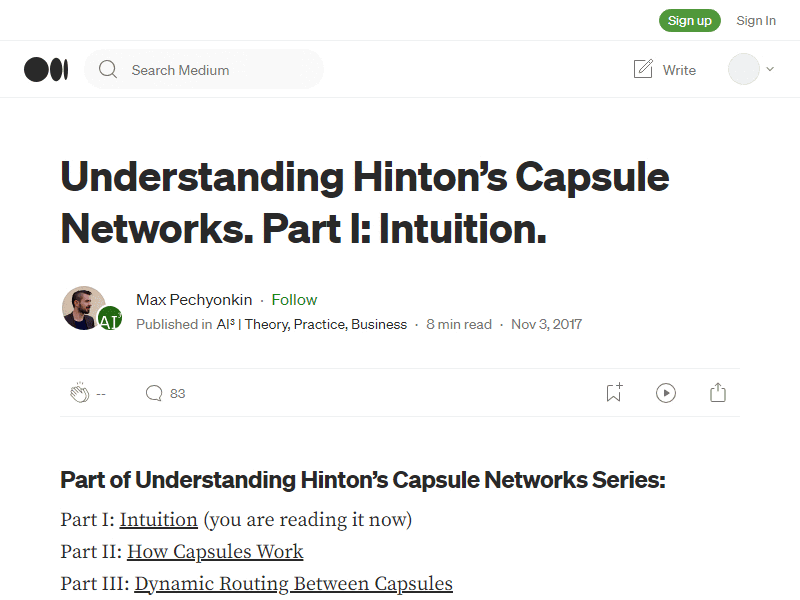 Sign up Sign In
Search Medium Write
Understanding Hinton’s Capsule
Networks. Part I: Intuition.
Max Pechyonkin · Follow
AI³
Published in AI³ | Theory, Practice, Business · 8 min read · Nov 3, 2017
-- 83
Part of Understanding Hinton’s Capsule Networks Series:
Part I: Intuition (you are reading it now)
Part II: How Capsules Work
Part III: Dynamic Routing Between Capsules